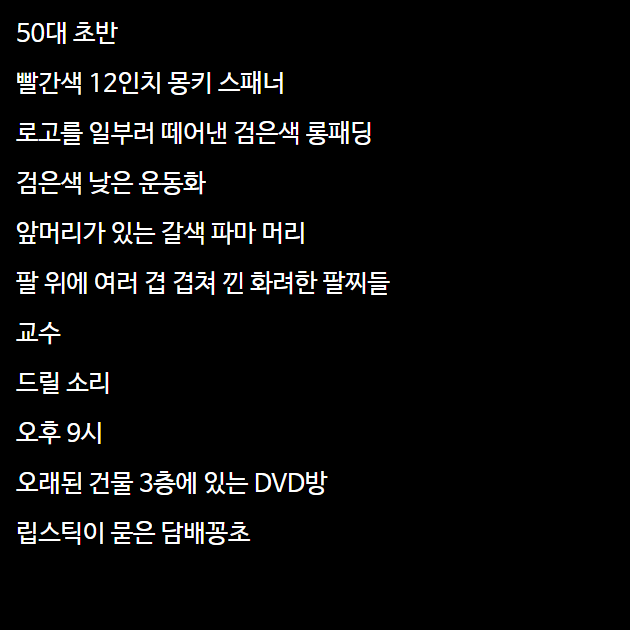 50대 초반
빨간색 12인치 몽키 스패너
로고를 일부러 떼어낸 검은색 롱패딩
검은색 낮은 운동화
앞머리가 있는 갈색 파마 머리
팔 위에 여러 겹 겹쳐 낀 화려한 팔찌들
교수
드릴 소리
오후 9시
오래된 건물 3층에 있는 DVD방
립스틱이 묻은 담배꽁초